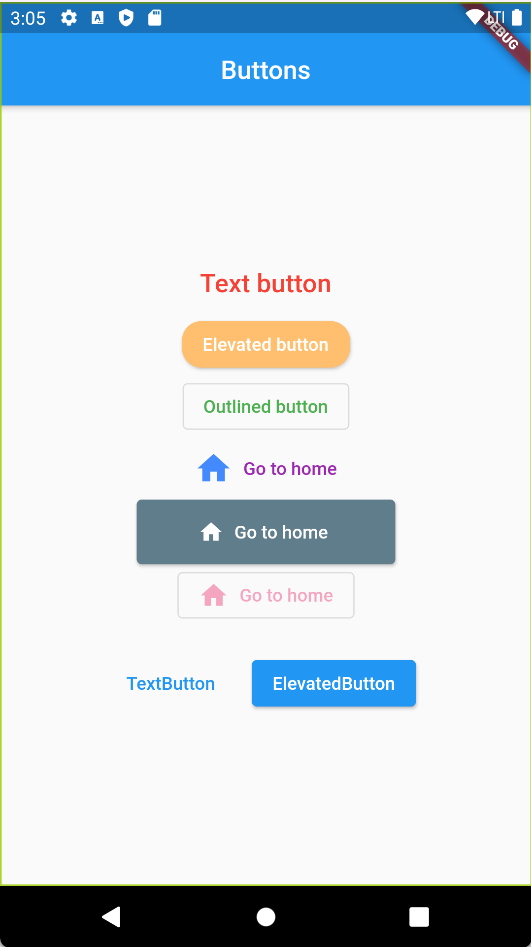 3:05
DEBUG
Buttons
Text button
Elevated button
Outlined button
Go to home
Go to home
Go to home
TextButton ElevatedButton